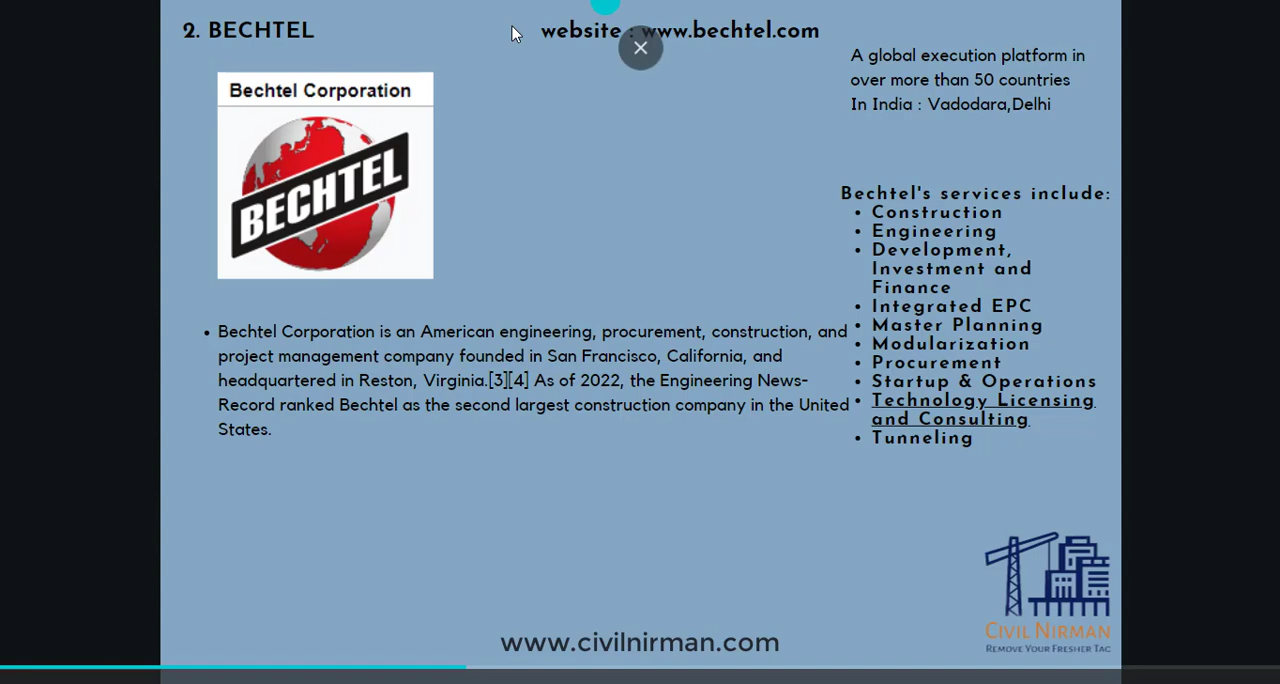 2. BECHTEL
website : www.bechtel.com
A global execution platform in
over more than 50 countries
In India : Vadodara,Delhi
Bechtel Corporation
BECHTEL
Bechtel's services include:
• Construction
• Engineering
• Development,
Investment and
Finance
• Integrated EPC
• Master Planning
• Modularization
• Procurement
• Startup & Operations
• Technology Licensing
and Consulting
• Tunneling
• Bechtel Corporation is an American engineering, procurement, construction, and
project management company founded in San Francisco, California, and
headquartered in Reston, Virginia.[3][4] As of 2022, the Engineering News-
Record ranked Bechtel as the second largest construction company in the United
States.
CIVIL NIRMAN
REMOVE YOUR FRESHER TAG
www.civilnirman.com